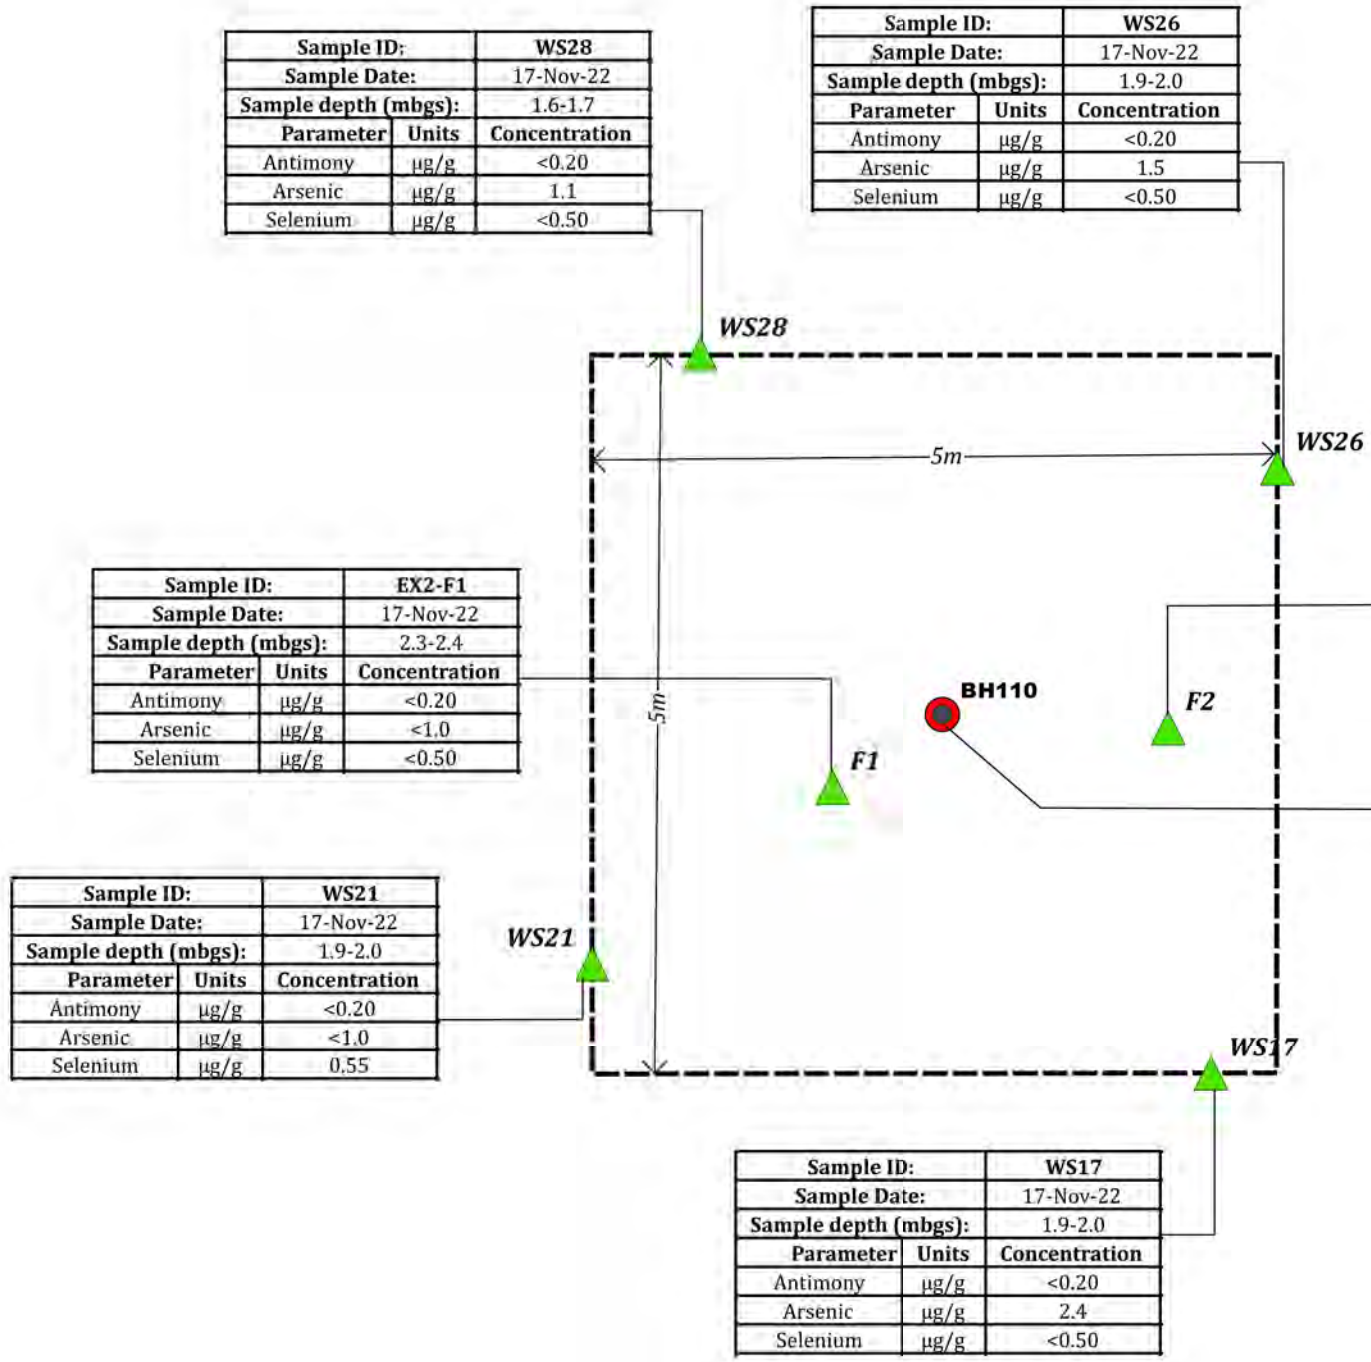 Sample ID: WS28
Sample Date: 17-Nov-22
Sample depth (mbgs): 1.6-1.7
Parameter Units Concentration
Antimony µg/g <0.20
Arsenic µg/g 1.1
Selenium µg/g <0.50
Sample ID: WS26
Sample Date: 17-Nov-22
Sample depth (mbgs): 1.9-2.0
Parameter Units Concentration
Antimony µg/g <0.20
Arsenic µg/g 1.5
Selenium µg/g <0.50
WS28
WS26
5m
Sample ID: EX2-F1
Sample Date: 17-Nov-22
Sample depth (mbgs): 2.3-2.4
Parameter Units Concentration
Antimony µg/g <0.20
Arsenic µg/g <1.0
Selenium µg/g <0.50
5m
BH110
F2
F1
Sample ID: WS21
Sample Date: 17-Nov-22
Sample depth (mbgs): 1.9-2.0
Parameter Units Concentration
Antimony µg/g <0.20
Arsenic µg/g <1.0
Selenium µg/g 0.55
WS21
WS17
Sample ID: WS17
Sample Date: 17-Nov-22
Sample depth (mbgs): 1.9-2.0
Parameter Units Concentration
Antimony µg/g <0.20
Arsenic µg/g 2.4
Selenium µg/g <0.50